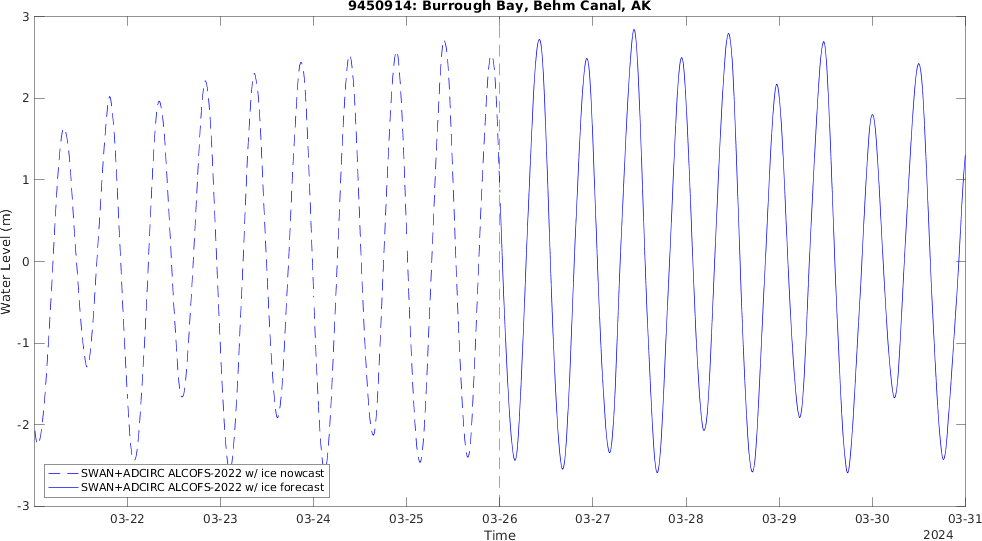 9450914: Burrough Bay, Behm Canal, AK
3
2
1
0
-1
-2
-3
Water Level (m)
SWAN+ADCIRC ALCOFS-2022 w/ ice nowcast
SWAN+ADCIRC ALCOFS-2022 w/ ice forecast
03-22 03-23 03-24 03-25 03-26 03-27 03-28 03-29 03-30 03-31
Time
2024